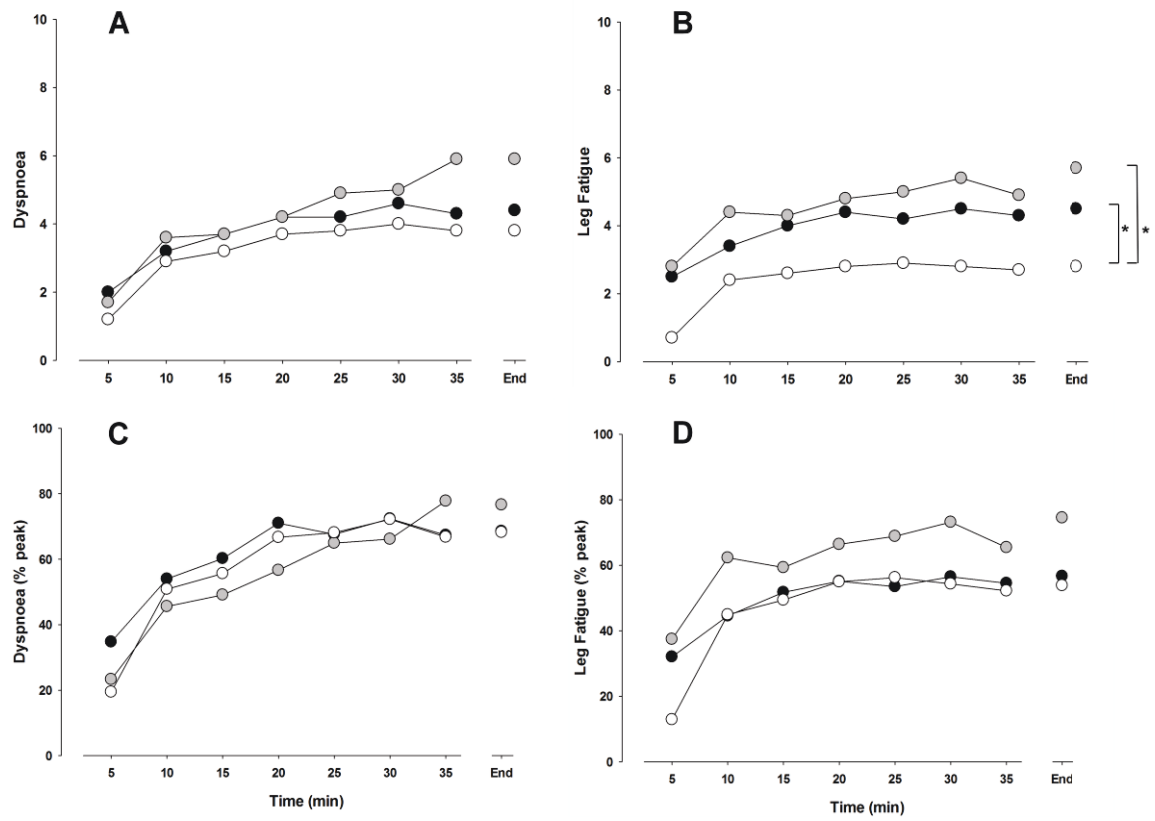 A
10
8
6
4
2
0
Dyspnoea
5 10 15 20 25 30 35 End
B
10
8
6
4
2
0
Leg Fatigue
* *
5 10 15 20 25 30 35 End
C
100
80
60
40
20
0
Dyspnoea (% peak)
5 10 15 20 25 30 35 End
Time (min)
D
100
80
60
40
20
0
Leg Fatigue (% peak)
5 10 15 20 25 30 35 End
Time (min)